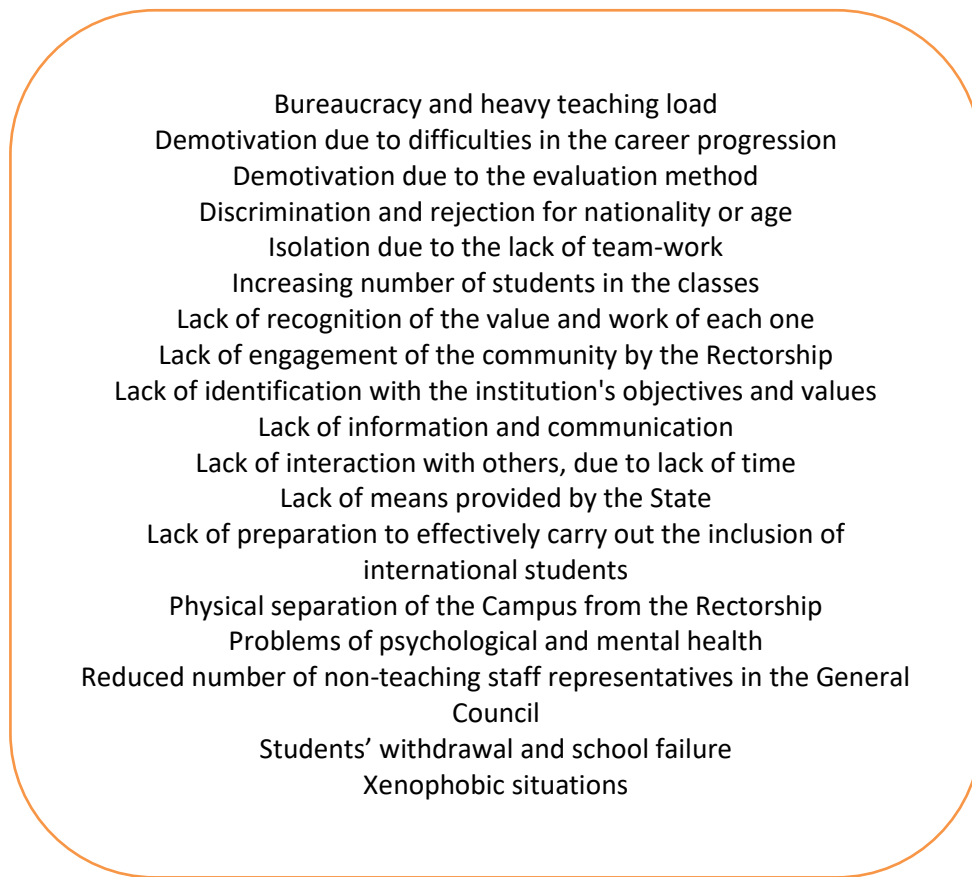 Bureaucracy and heavy teaching load
Demotivation due to difficulties in the career progression
Demotivation due to the evaluation method
Discrimination and rejection for nationality or age
Isolation due to the lack of team-work
Increasing number of students in the classes
Lack of recognition of the value and work of each one
Lack of engagement of the community by the Rectorship
Lack of identification with the institution's objectives and values
Lack of information and communication
Lack of interaction with others, due to lack of time
Lack of means provided by the State
Lack of preparation to effectively carry out the inclusion of
international students
Physical separation of the Campus from the Rectorship
Problems of psychological and mental health
Reduced number of non-teaching staff representatives in the General
Council
Students’ withdrawal and school failure
Xenophobic situations